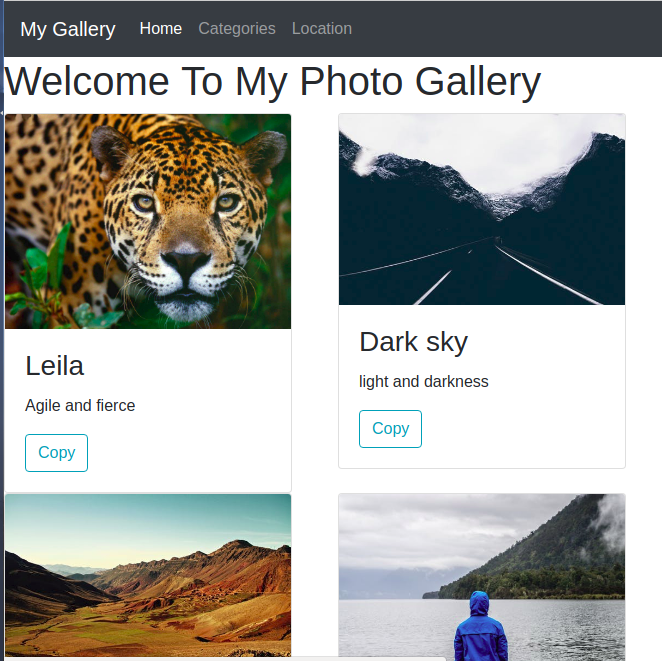 My Gallery Home Categories Location
Welcome To My Photo Gallery
Leila
Agile and fierce
Copy
Dark sky
light and darkness
Copy